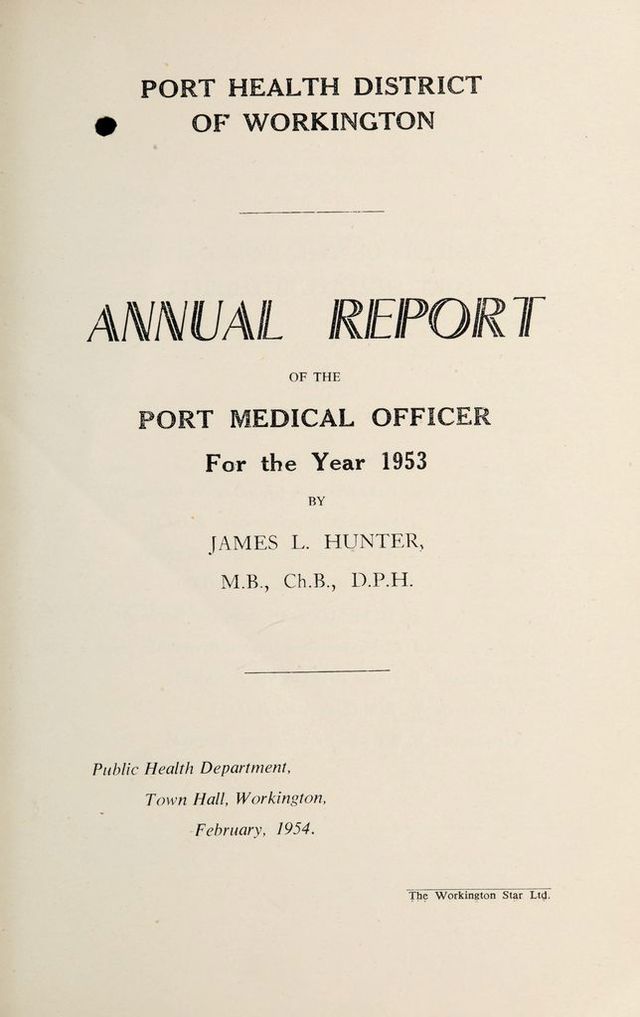 PORT HEALTH DISTRICT
OF WORKINGTON
ANNUAL REPORT
OF THE
PORT MEDICAL OFFICER
For the Year 1953
BY
JAMES L. HUNTER,
M.B., Ch.B., D.P.H.
Public Health Department,
Town Hall, Workington,
February, 1954.
The Workington Star Ltd.